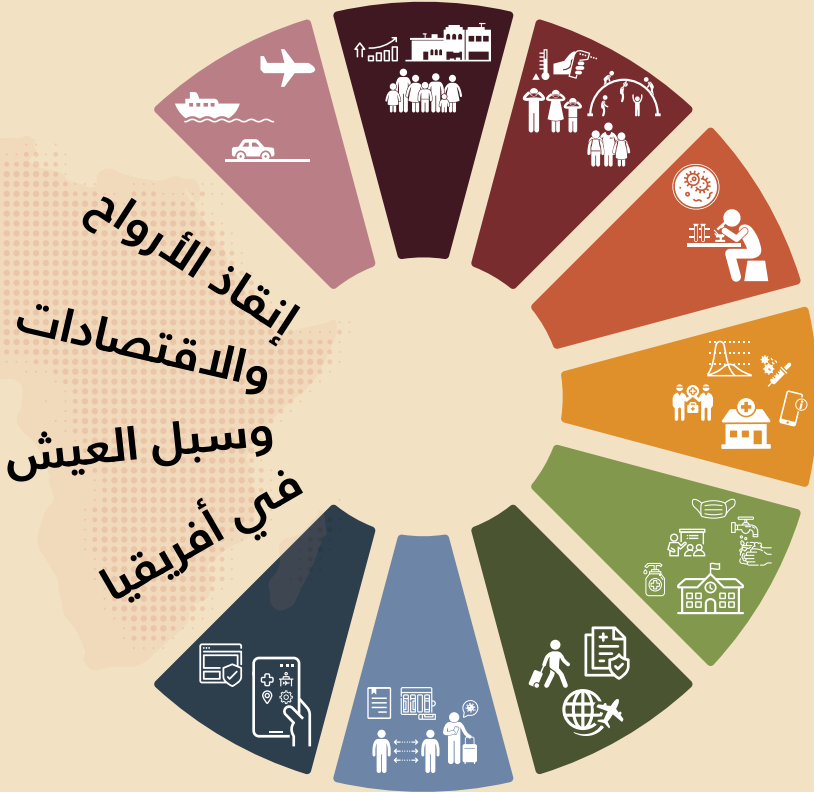 إنقاذ الأرواح
والاقتصادات
وسبل العيش
في أفريقيا